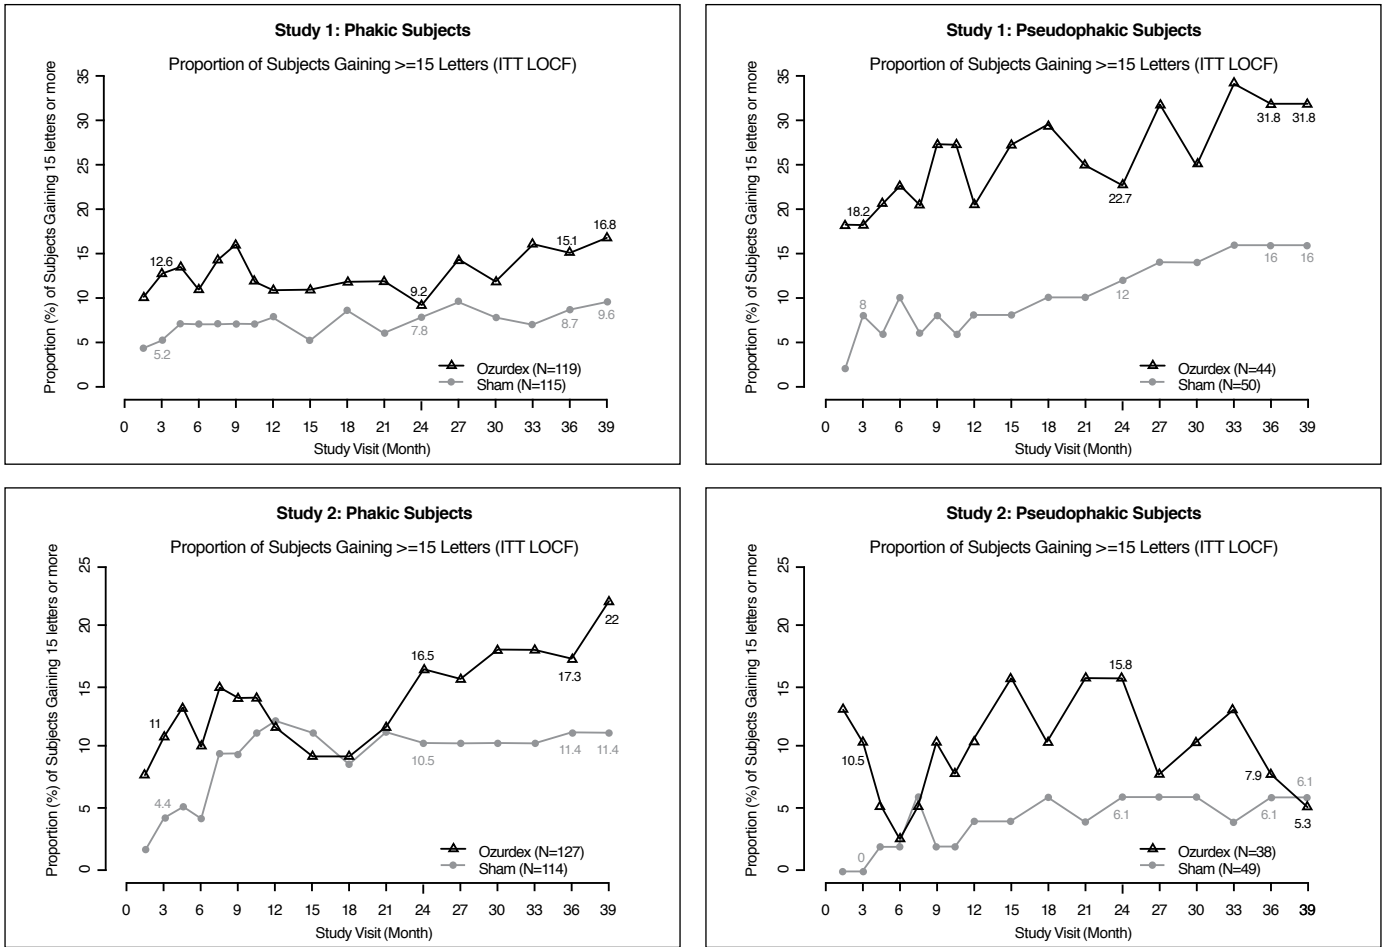 Study 1: Phakic Subjects
Proportion of Subjects Gaining >=15 Letters (ITT LOCF)
Proportion (%) of Subjects Gaining 15 letters or more
35
30
25
20
15
10
5
0
12.6
9.2
15.1
16.8
5.2
7.8
8.7
9.6
Ozurdex (N=119)
Sham (N=115)
0 3 6 9 12 15 18 21 24 27 30 33 36 39
Study Visit (Month)
Study 1: Pseudophakic Subjects
Proportion of Subjects Gaining >=15 Letters (ITT LOCF)
Proportion (%) of Subjects Gaining 15 letters or more
35
30
25
20
15
10
5
0
18.2
22.7
31.8 31.8
8
12
16 16
Ozurdex (N=44)
Sham (N=50)
0 3 6 9 12 15 18 21 24 27 30 33 36 39
Study Visit (Month)
Study 2: Phakic Subjects
Proportion of Subjects Gaining >=15 Letters (ITT LOCF)
Proportion (%) of Subjects Gaining 15 letters or more
25
20
15
10
5
0
11
16.5
17.3
22
4.4
10.5
11.4 11.4
Ozurdex (N=127)
Sham (N=114)
0 3 6 9 12 15 18 21 24 27 30 33 36 39
Study Visit (Month)
Study 2: Pseudophakic Subjects
Proportion of Subjects Gaining >=15 Letters (ITT LOCF)
Proportion (%) of Subjects Gaining 15 letters or more
25
20
15
10
5
0
10.5
15.8
7.9
5.3
0
6.1
6.1
6.1
Ozurdex (N=38)
Sham (N=49)
0 3 6 9 12 15 18 21 24 27 30 33 36 39
Study Visit (Month)